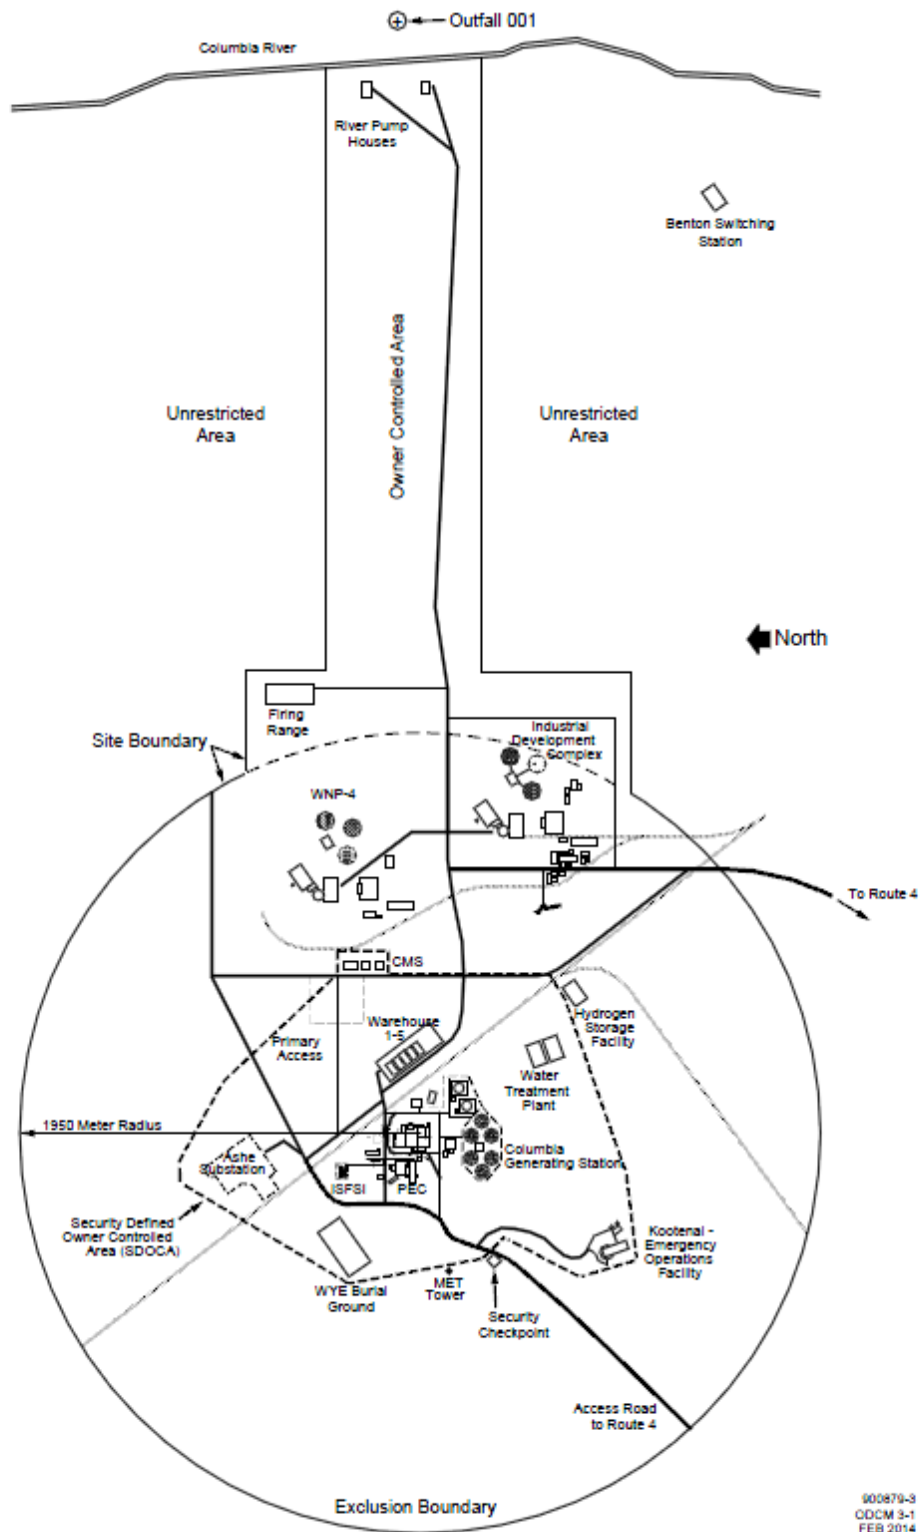 Outfall 001
Columbia River
River Pump
Houses
Benton Switching
Station
Owner Controlled Area
Unrestricted
Area
Unrestricted
Area
North
Firing
Range
Industrial
Development
Complex
Site Boundary
WNP-4
To Route 4
CMS
Hydrogen
Storage
Facility
Warehouse
1-5
Primary
Access
Water
Treatment
Plant
1950 Meter Radius
Ashe
Substation
Columbia
Generating Station
ISFSI
PEC
Security Defined
Owner Controlled
Area (SDOCA)
Kootenai -
Emergency
Operations
Facility
WYE Burial
Ground
MET
Tower
Security
Checkpoint
Access Road
to Route 4
Exclusion Boundary
900879-3
ODCM 3-1
FEB 2014